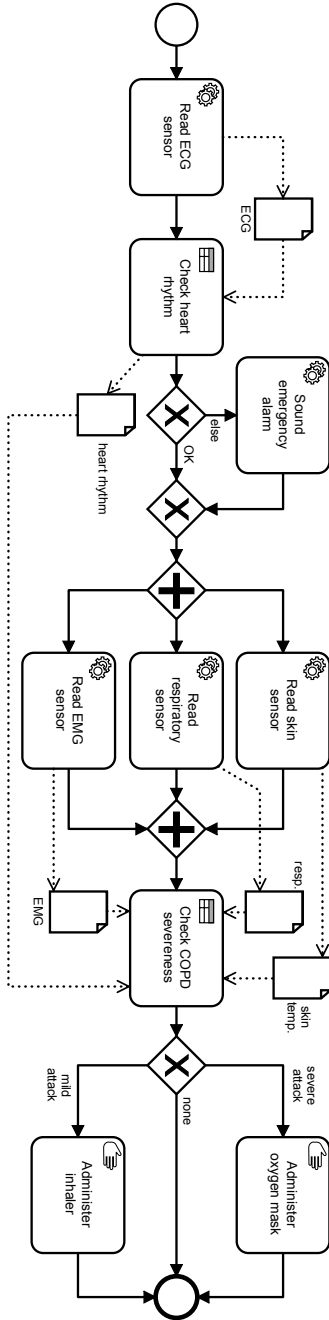 Read ECG
sensor
ECG
Check heart
rhythm
heart rhythm
else
OK
Sound
emergency
alarm
Read skin
sensor
Read
respiratory
sensor
Read EMG
sensor
skin
temp.
resp.
EMG
Check COPD
severeness
severe
attack
none
mild
attack
Administer
oxygen mask
Administer
inhaler